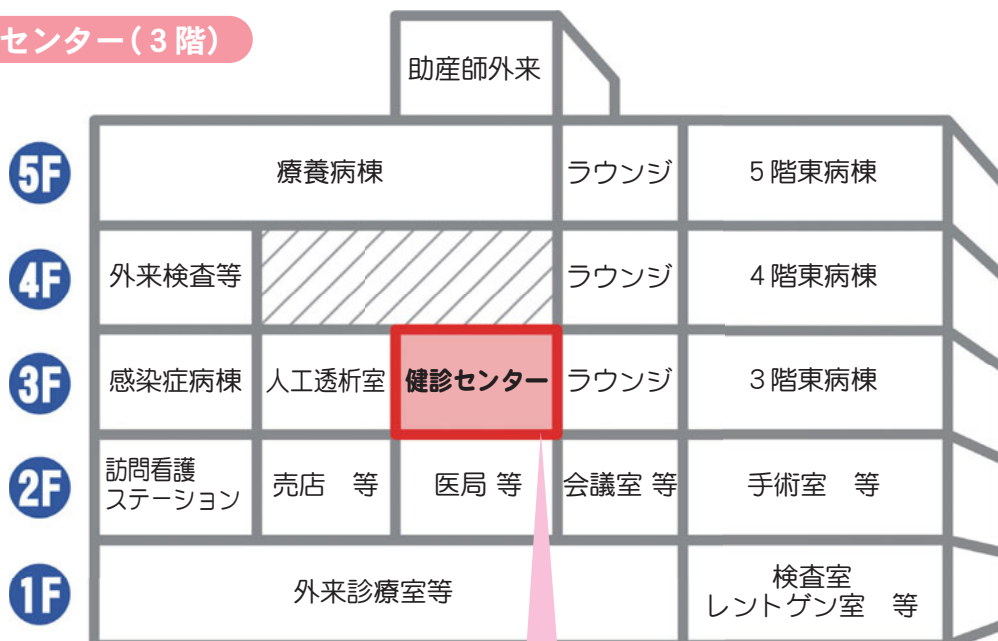 センター(3階)
助産師外来
5F
療養病棟
ラウンジ
5階東病棟
4F
外来検査等
ラウンジ
4階東病棟
3F
感染症病棟
人工透析室
健診センター
ラウンジ
3階東病棟
2F
訪問看護
ステーション
売店 等
医局 等
会議室 等
手術室 等
1F
外来診療室等
検査室
レントゲン室 等